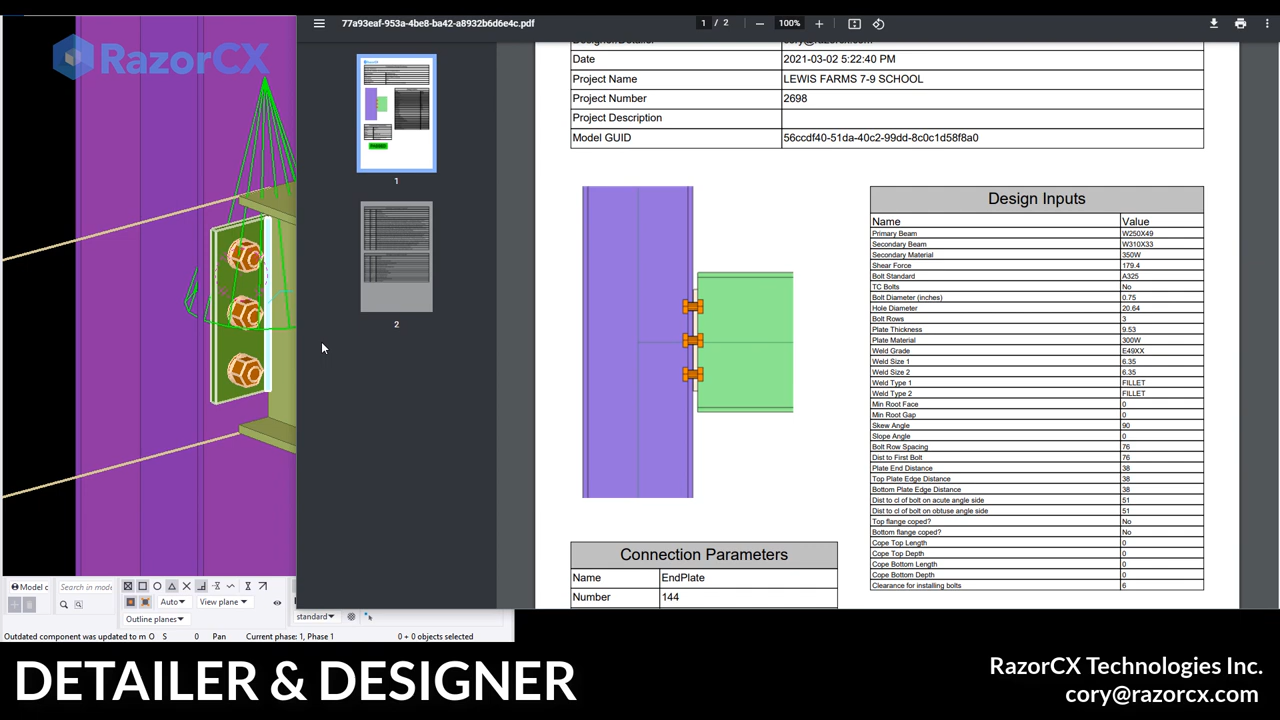 77a93eaf-953a-4be8-ba42-a8932b6d6e4c.pdf
1 / 2
100%
RazorCX
Date 2021-03-02 5:22:40 PM
Project Name LEWIS FARMS 7-9 SCHOOL
Project Number 2698
Project Description
Model GUID 56ccdf40-51da-40c2-99dd-8c0c1d58f8a0
1
2
Design Inputs
Name Value
Primary Beam W250X49
Secondary Beam W310X33
Secondary Material 350W
Shear Force 179.4
Bolt Standard A325
TC Bolts No
Bolt Diameter (inches) 0.75
Hole Diameter 20.64
Bolt Rows 3
Plate Thickness 9.53
Plate Material 300W
Weld Grade E49XX
Weld Size 1 6.35
Weld Size 2 6.35
Weld Type 1 FILLET
Weld Type 2 FILLET
Min Root Face 0
Min Root Gap 0
Skew Angle 90
Slope Angle 0
Bolt Row Spacing 76
Dist to First Bolt 76
Plate End Distance 38
Top Plate Edge Distance 38
Bottom Plate Edge Distance 38
Dist to cl of bolt on acute angle side 51
Dist to cl of bolt on obtuse angle side 51
Top flange coped? No
Bottom flange coped? No
Cope Top Length 0
Cope Top Depth 0
Cope Bottom Length 0
Cope Bottom Depth 0
Clearance for installing bolts 6
Connection Parameters
Name EndPlate
Number 144
Model c
Search in mode
Auto
View plane
Outline planes
standard
Outdated component was updated to m O S 0 Pan Current phase: 1, Phase 1 0 + 0 objects selected
DETAILER & DESIGNER
RazorCX Technologies Inc.
cory@razorcx.com